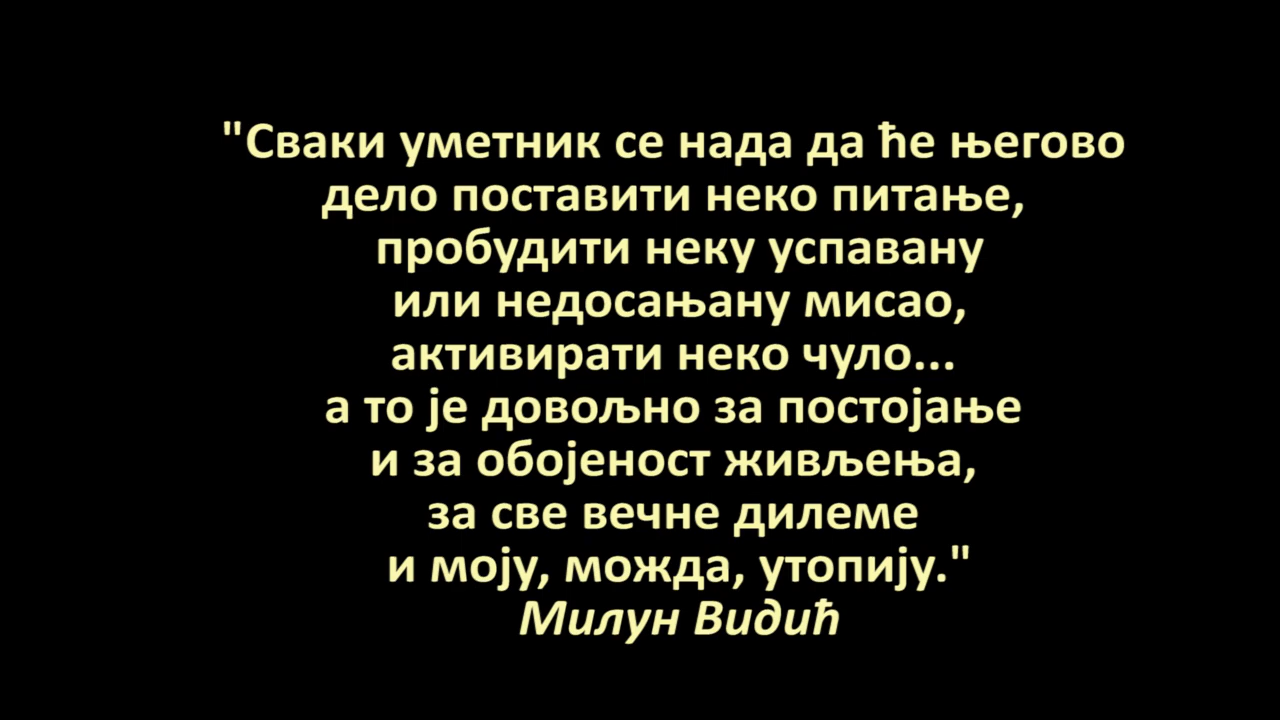 "Сваки уметник се нада да ће његово
дело поставити неко питање,
пробудити неку успавану
или недосањану мисао,
активирати неко чуло...
а то је довољно за постојање
и за обојеност живљења,
за све вечне дилеме
и моју, можда, утопију."
Милун Видић